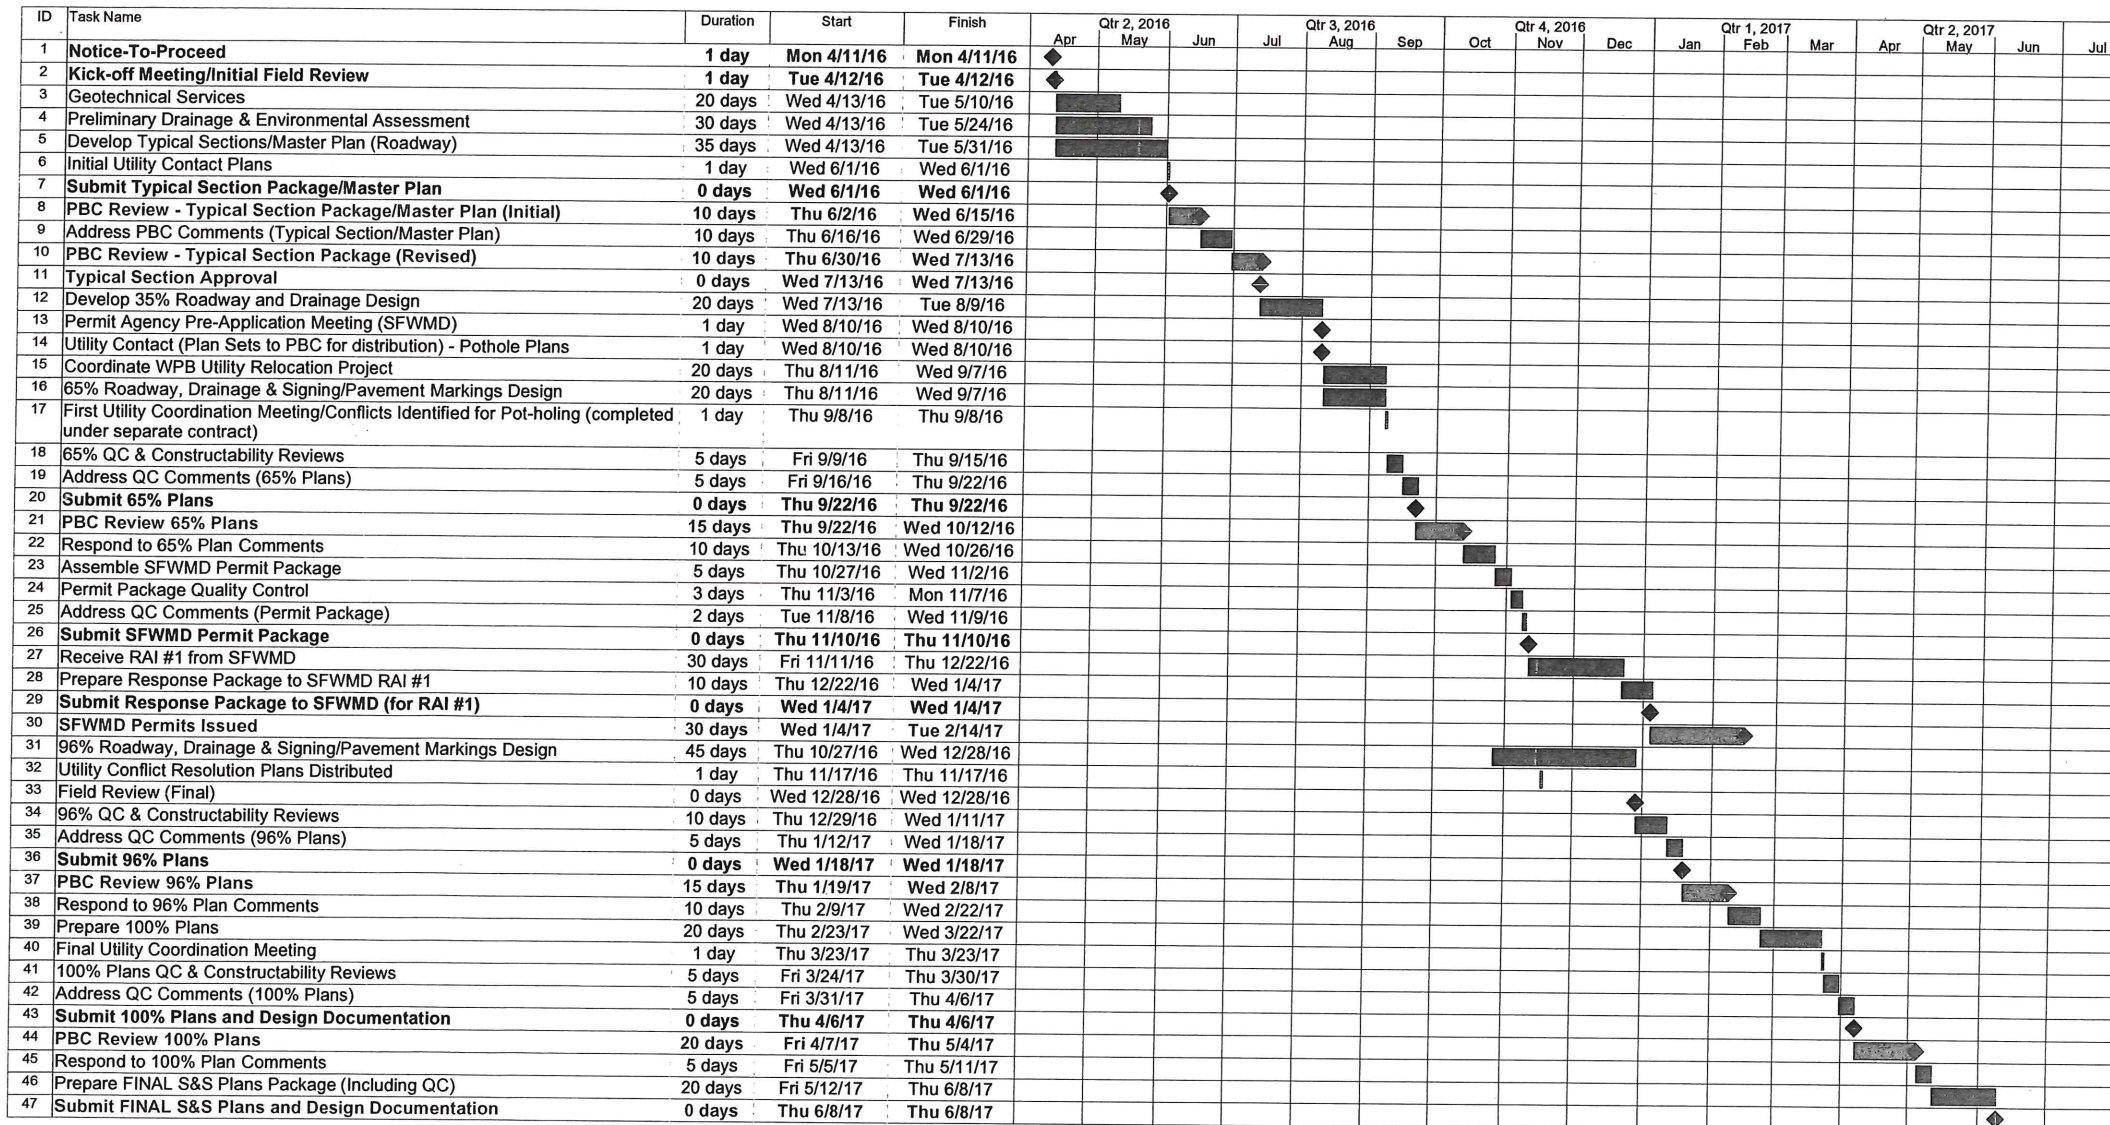 ID Task Name Duration Start Finish Qtr 2, 2016 Qtr 3, 2016 Qtr 4, 2016 Qtr 1, 2017 Qtr 2, 2017
Apr May Jun Jul Aug Sep Oct Nov Dec Jan Feb Mar Apr May Jun Jul
1 Notice-To-Proceed 1 day Mon 4/11/16 Mon 4/11/16
2 Kick-off Meeting/Initial Field Review 1 day Tue 4/12/16 Tue 4/12/16
3 Geotechnical Services 20 days Wed 4/13/16 Tue 5/10/16
4 Preliminary Drainage & Environmental Assessment 30 days Wed 4/13/16 Tue 5/24/16
5 Develop Typical Sections/Master Plan (Roadway) 35 days Wed 4/13/16 Tue 5/31/16
6 Initial Utility Contact Plans 1 day Wed 6/1/16 Wed 6/1/16
7 Submit Typical Section Package/Master Plan 0 days Wed 6/1/16 Wed 6/1/16
8 PBC Review - Typical Section Package/Master Plan (Initial) 10 days Thu 6/2/16 Wed 6/15/16
9 Address PBC Comments (Typical Section/Master Plan) 10 days Thu 6/16/16 Wed 6/29/16
10 PBC Review - Typical Section Package (Revised) 10 days Thu 6/30/16 Wed 7/13/16
11 Typical Section Approval 0 days Wed 7/13/16 Wed 7/13/16
12 Develop 35% Roadway and Drainage Design 20 days Wed 7/13/16 Tue 8/9/16
13 Permit Agency Pre-Application Meeting (SFWMD) 1 day Wed 8/10/16 Wed 8/10/16
14 Utility Contact (Plan Sets to PBC for distribution) - Pothole Plans 1 day Wed 8/10/16 Wed 8/10/16
15 Coordinate WPB Utility Relocation Project 20 days Thu 8/11/16 Wed 9/7/16
16 65% Roadway, Drainage & Signing/Pavement Markings Design 20 days Thu 8/11/16 Wed 9/7/16
17 First Utility Coordination Meeting/Conflicts Identified for Pot-holing (completed 1 day Thu 9/8/16 Thu 9/8/16
under separate contract)
18 65% QC & Constructability Reviews 5 days Fri 9/9/16 Thu 9/15/16
19 Address QC Comments (65% Plans) 5 days Fri 9/16/16 Thu 9/22/16
20 Submit 65% Plans 0 days Thu 9/22/16 Thu 9/22/16
21 PBC Review 65% Plans 15 days Thu 9/22/16 Wed 10/12/16
22 Respond to 65% Plan Comments 10 days Thu 10/13/16 Wed 10/26/16
23 Assemble SFWMD Permit Package 5 days Thu 10/27/16 Wed 11/2/16
24 Permit Package Quality Control 3 days Thu 11/3/16 Mon 11/7/16
25 Address QC Comments (Permit Package) 2 days Tue 11/8/16 Wed 11/9/16
26 Submit SFWMD Permit Package 0 days Thu 11/10/16 Thu 11/10/16
27 Receive RAI #1 from SFWMD 30 days Fri 11/11/16 Thu 12/22/16
28 Prepare Response Package to SFWMD RAI #1 10 days Thu 12/22/16 Wed 1/4/17
29 Submit Response Package to SFWMD (for RAI #1) 0 days Wed 1/4/17 Wed 1/4/17
30 SFWMD Permits Issued 30 days Wed 1/4/17 Tue 2/14/17
31 96% Roadway, Drainage & Signing/Pavement Markings Design 45 days Thu 10/27/16 Wed 12/28/16
32 Utility Conflict Resolution Plans Distributed 1 day Thu 11/17/16 Thu 11/17/16
33 Field Review (Final) 0 days Wed 12/28/16 Wed 12/28/16
34 96% QC & Constructability Reviews 10 days Thu 12/29/16 Wed 1/11/17
35 Address QC Comments (96% Plans) 5 days Thu 1/12/17 Wed 1/18/17
36 Submit 96% Plans 0 days Wed 1/18/17 Wed 1/18/17
37 PBC Review 96% Plans 15 days Thu 1/19/17 Wed 2/8/17
38 Respond to 96% Plan Comments 10 days Thu 2/9/17 Wed 2/22/17
39 Prepare 100% Plans 20 days Thu 2/23/17 Wed 3/22/17
40 Final Utility Coordination Meeting 1 day Thu 3/23/17 Thu 3/23/17
41 100% Plans QC & Constructability Reviews 5 days Fri 3/24/17 Thu 3/30/17
42 Address QC Comments (100% Plans) 5 days Fri 3/31/17 Thu 4/6/17
43 Submit 100% Plans and Design Documentation 0 days Thu 4/6/17 Thu 4/6/17
44 PBC Review 100% Plans 20 days Fri 4/7/17 Thu 5/4/17
45 Respond to 100% Plan Comments 5 days Fri 5/5/17 Thu 5/11/17
46 Prepare FINAL S&S Plans Package (Including QC) 20 days Fri 5/12/17 Thu 6/8/17
47 Submit FINAL S&S Plans and Design Documentation 0 days Thu 6/8/17 Thu 6/8/17